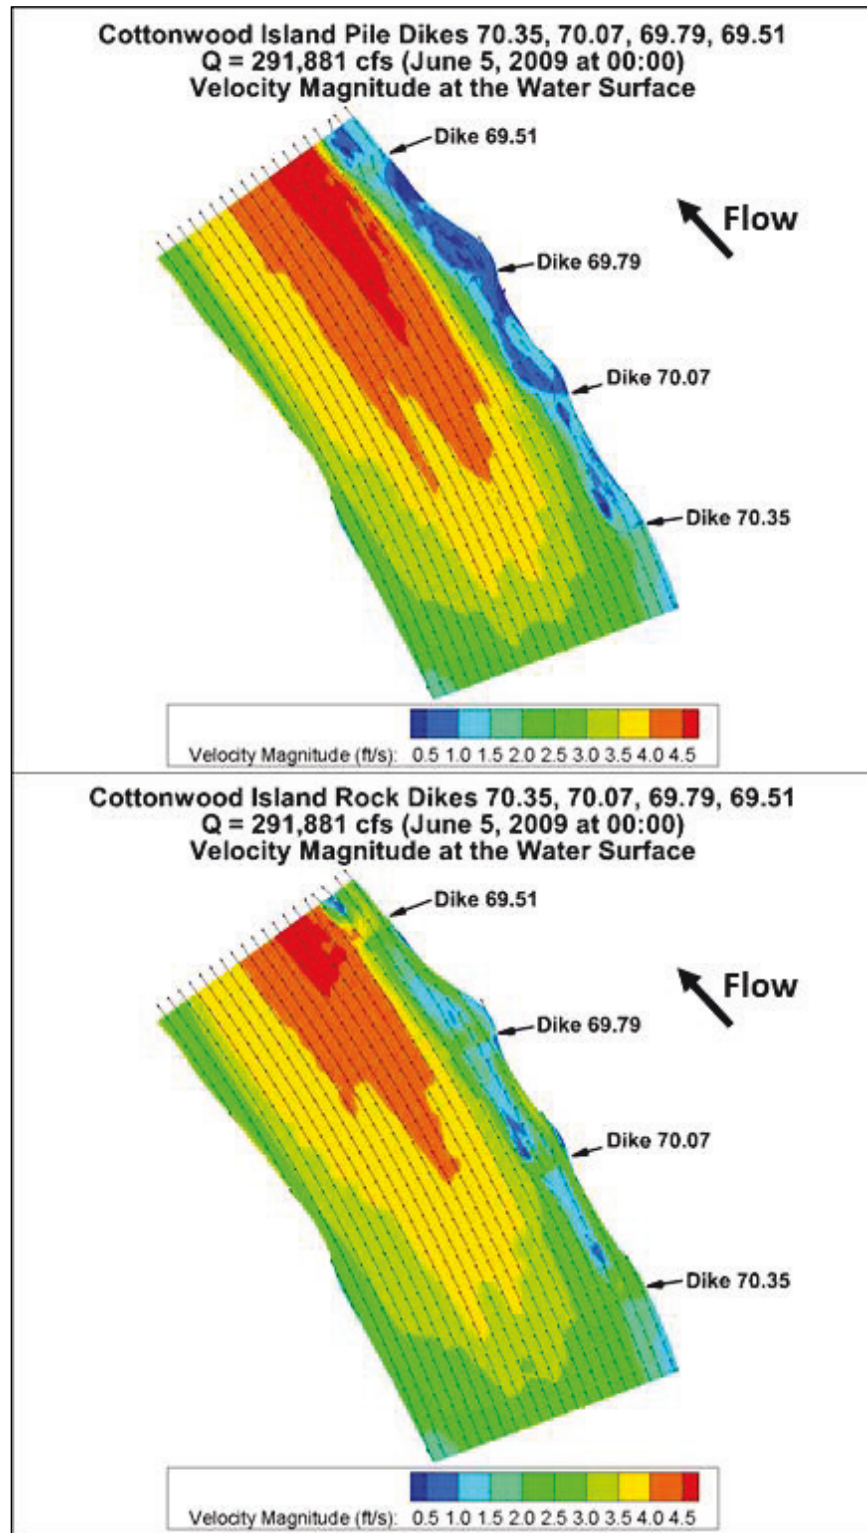 Cottonwood Island Pile Dikes 70.35, 70.07, 69.79, 69.51
Q = 291,881 cfs (June 5, 2009 at 00:00)
Velocity Magnitude at the Water Surface
Dike 69.51
Flow
Dike 69.79
Dike 70.07
Dike 70.35
Velocity Magnitude (ft/s): 0.5 1.0 1.5 2.0 2.5 3.0 3.5 4.0 4.5
Cottonwood Island Rock Dikes 70.35, 70.07, 69.79, 69.51
Q = 291,881 cfs (June 5, 2009 at 00:00)
Velocity Magnitude at the Water Surface
Dike 69.51
Flow
Dike 69.79
Dike 70.07
Dike 70.35
Velocity Magnitude (ft/s): 0.5 1.0 1.5 2.0 2.5 3.0 3.5 4.0 4.5